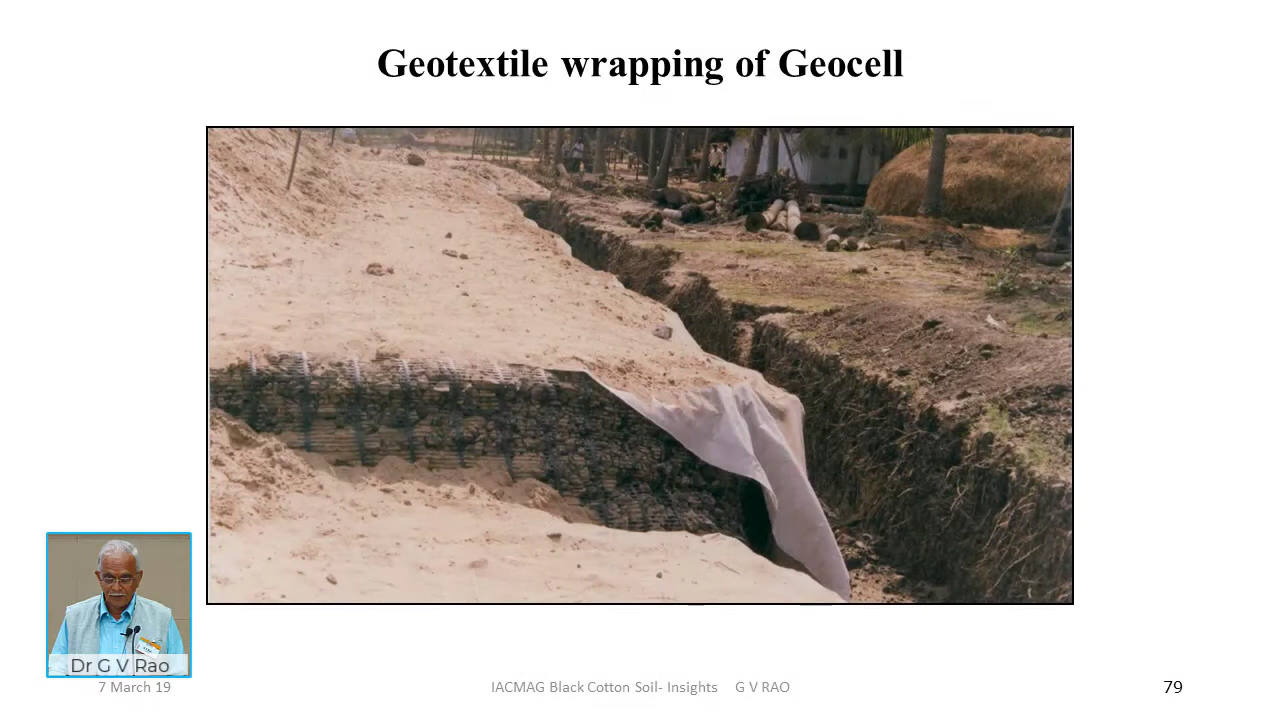 Geotextile wrapping of Geocell
Dr G V Rao
7 March 19
IACMAG Black Cotton Soil- Insights G V RAO
79